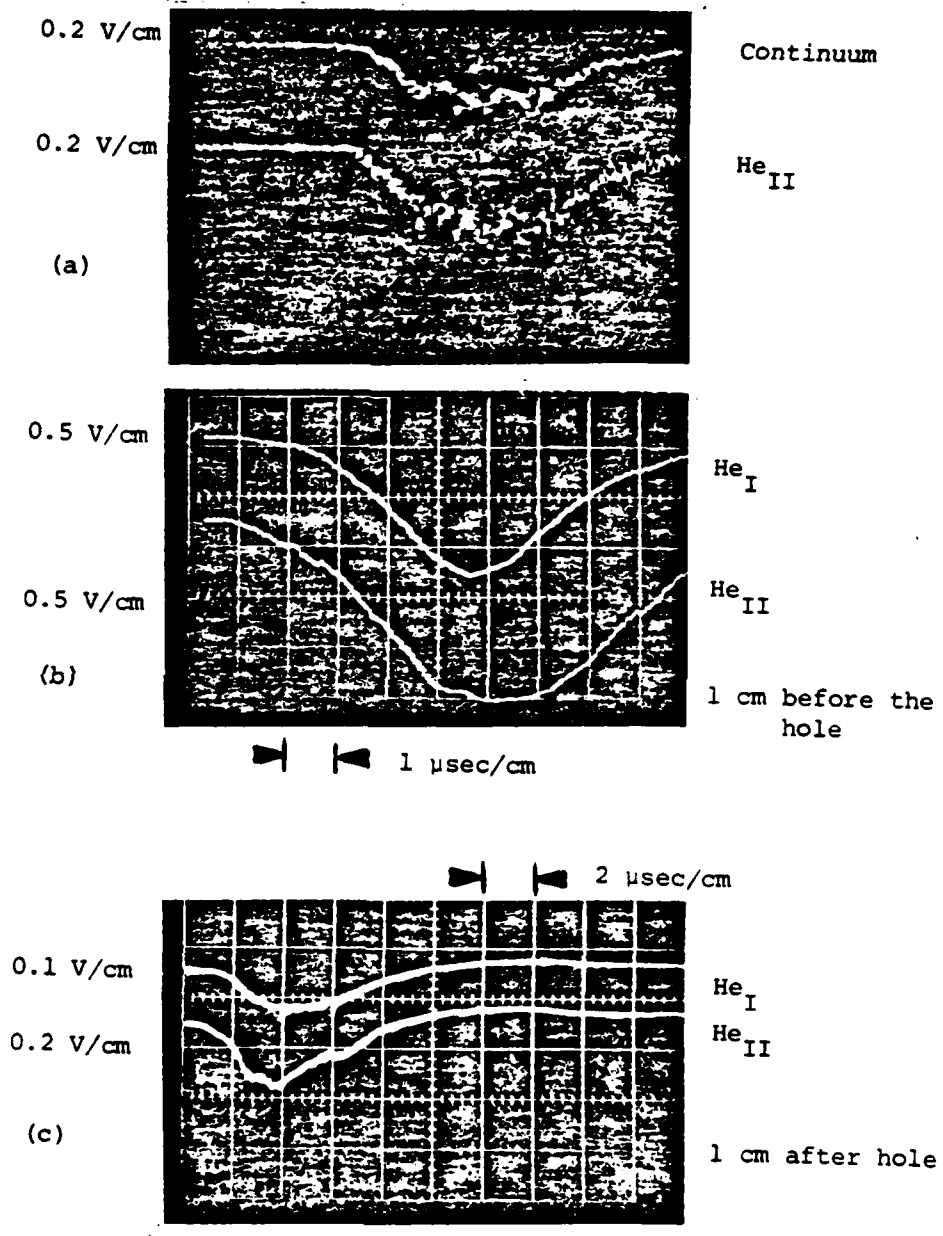 0.2 V/cm
Continuum
0.2 V/cm
He_II
(a)
0.5 V/cm
He_I
0.5 V/cm
He_II
(b)
1 cm before the
hole
1 μsec/cm
2 μsec/cm
0.1 V/cm
He_I
0.2 V/cm
He_II
(c)
1 cm after hole